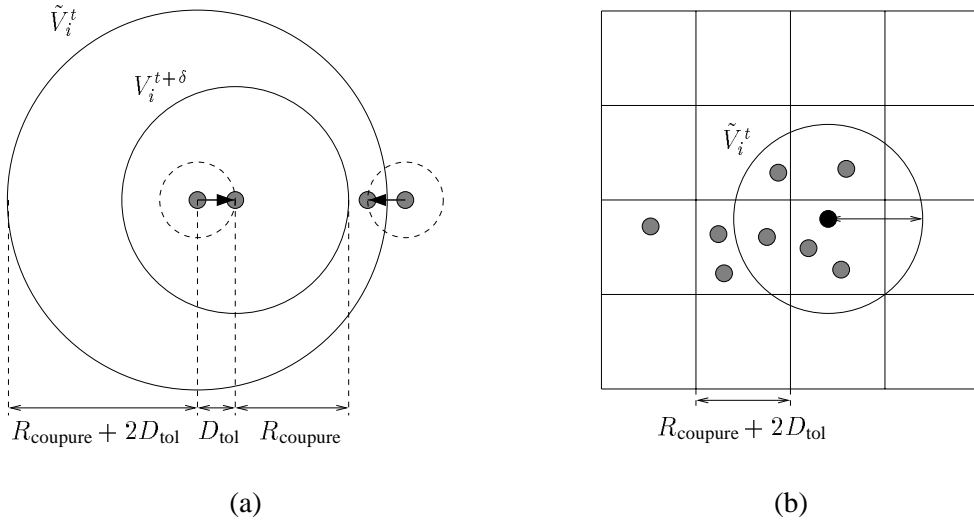 Ṽ_i^t
V_i^{t+δ}
R_coupure + 2D_tol D_tol R_coupure
(a)
Ṽ_i^t
R_coupure + 2D_tol
(b)